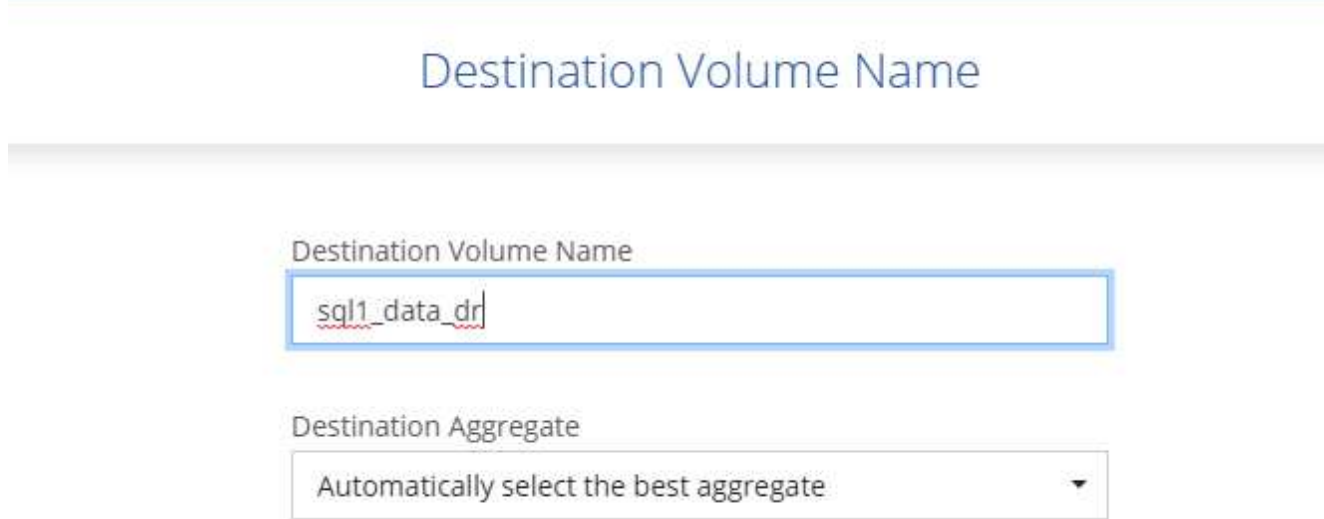 Destination Volume Name
Destination Volume Name
sql1_data_dr
Destination Aggregate
Automatically select the best aggregate